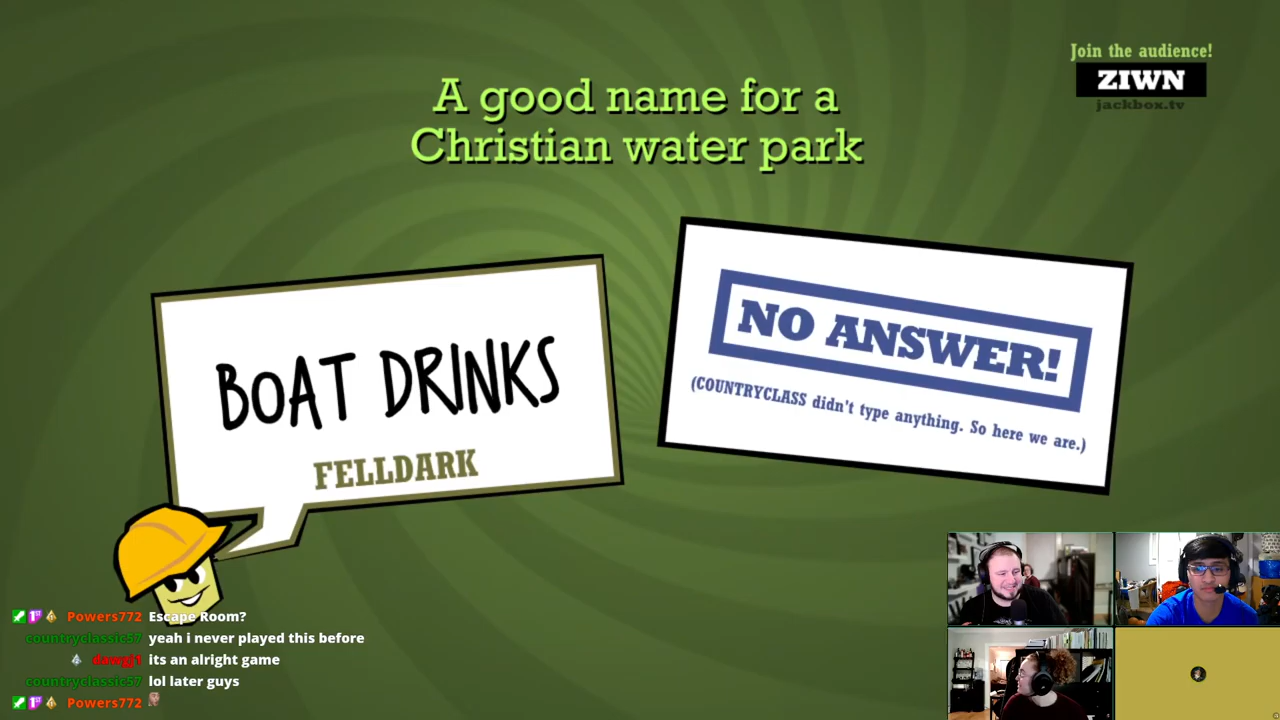 Join the audience!
ZIWN
jackbox.tv
A good name for a
Christian water park
BOAT DRINKS
FELLDARK
NO ANSWER!
(COUNTRYCLASS didn't type anything. So here we are.)
Powers772 Escape Room?
countryclassic57 yeah i never played this before
dawgj1 its an alright game
countryclassic57 lol later guys
Powers772